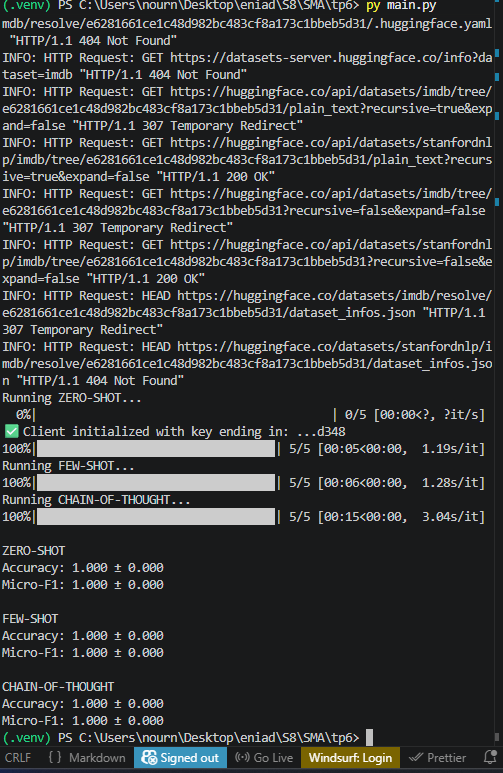 (.venv) PS C:\Users\nourn\Desktop\eniad\S8\SMA\tp6> py main.py
mdb/resolve/e6281661ce1c48d982bc483cf8a173c1bbeb5d31/.huggingface.yaml
"HTTP/1.1 404 Not Found"
INFO: HTTP Request: GET https://datasets-server.huggingface.co/info?da
taset=imdb "HTTP/1.1 404 Not Found"
INFO: HTTP Request: GET https://huggingface.co/api/datasets/imdb/tree/
e6281661ce1c48d982bc483cf8a173c1bbeb5d31/plain_text?recursive=true&exp
and=false "HTTP/1.1 307 Temporary Redirect"
INFO: HTTP Request: GET https://huggingface.co/api/datasets/stanfordnl
p/imdb/tree/e6281661ce1c48d982bc483cf8a173c1bbeb5d31/plain_text?recurs
ive=true&expand=false "HTTP/1.1 200 OK"
INFO: HTTP Request: GET https://huggingface.co/api/datasets/imdb/tree/
e6281661ce1c48d982bc483cf8a173c1bbeb5d31?recursive=false&expand=false
"HTTP/1.1 307 Temporary Redirect"
INFO: HTTP Request: GET https://huggingface.co/api/datasets/stanfordnl
p/imdb/tree/e6281661ce1c48d982bc483cf8a173c1bbeb5d31?recursive=false&e
xpand=false "HTTP/1.1 200 OK"
INFO: HTTP Request: HEAD https://huggingface.co/datasets/imdb/resolve/
e6281661ce1c48d982bc483cf8a173c1bbeb5d31/dataset_infos.json "HTTP/1.1
307 Temporary Redirect"
INFO: HTTP Request: HEAD https://huggingface.co/datasets/stanfordnlp/i
mdb/resolve/e6281661ce1c48d982bc483cf8a173c1bbeb5d31/dataset_infos.jso
n "HTTP/1.1 404 Not Found"
Running ZERO-SHOT...
0%| | 0/5 [00:00<?, ?it/s]
✅ Client initialized with key ending in: ...d348
100%| | 5/5 [00:05<00:00, 1.19s/it]
Running FEW-SHOT...
100%| | 5/5 [00:06<00:00, 1.28s/it]
Running CHAIN-OF-THOUGHT...
100%| | 5/5 [00:15<00:00, 3.04s/it]
ZERO-SHOT
Accuracy: 1.000 ± 0.000
Micro-F1: 1.000 ± 0.000
FEW-SHOT
Accuracy: 1.000 ± 0.000
Micro-F1: 1.000 ± 0.000
CHAIN-OF-THOUGHT
Accuracy: 1.000 ± 0.000
Micro-F1: 1.000 ± 0.000
(.venv) PS C:\Users\nourn\Desktop\eniad\S8\SMA\tp6>
CRLF {} Markdown Signed out Go Live Windsurf: Login Prettier